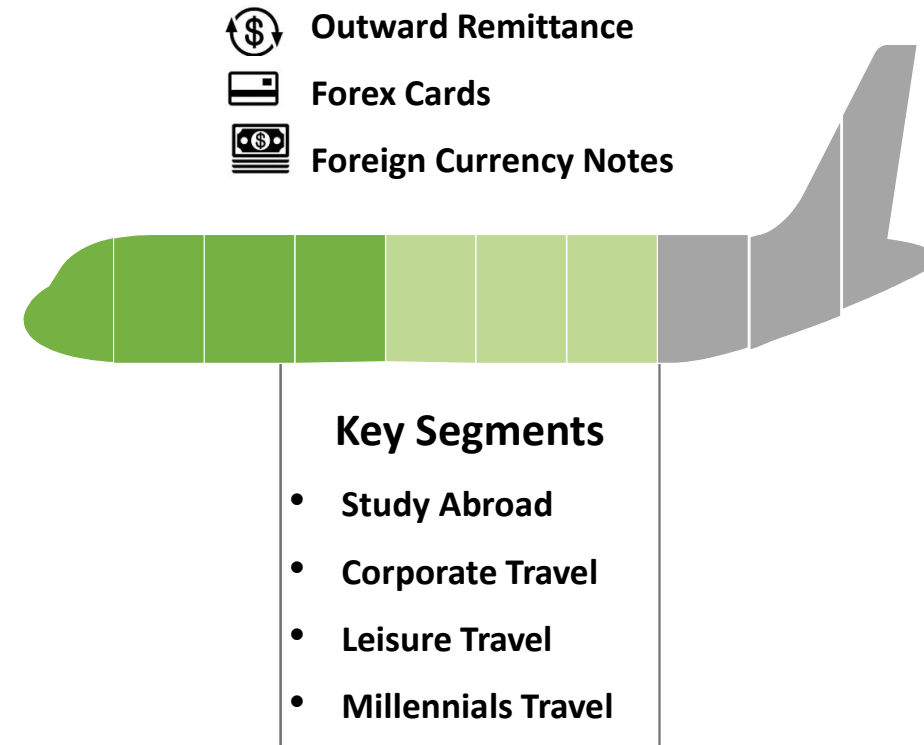 Outward Remittance
Forex Cards
Foreign Currency Notes
Key Segments
• Study Abroad
• Corporate Travel
• Leisure Travel
• Millennials Travel